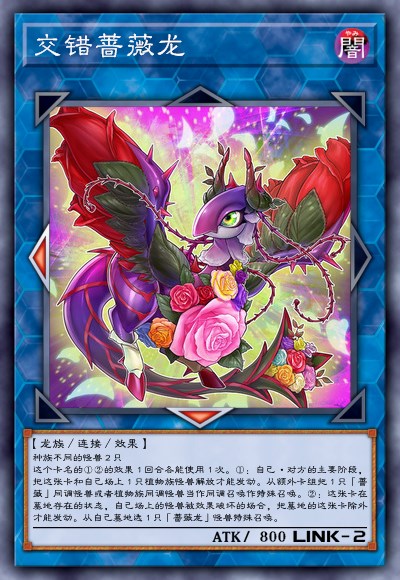 交错蔷薇龙
やみ
闇
【龙族／连接／效果】
种族不同的怪兽２只
这个卡名的①②的效果１回合各能使用１次。①：自己·对方的主要阶段，
把这张卡和自己场上１只植物族怪兽解放才能发动。从额外卡组把１只「蔷
薇」同调怪兽或者植物族同调怪兽当作同调召唤作特殊召唤。②：这张卡在
墓地存在的状态，自己场上的怪兽被效果破坏的场合，把墓地的这张卡除外
才能发动。从自己墓地选１只「蔷薇龙」怪兽特殊召唤。
ATK/ 800 LINK-2